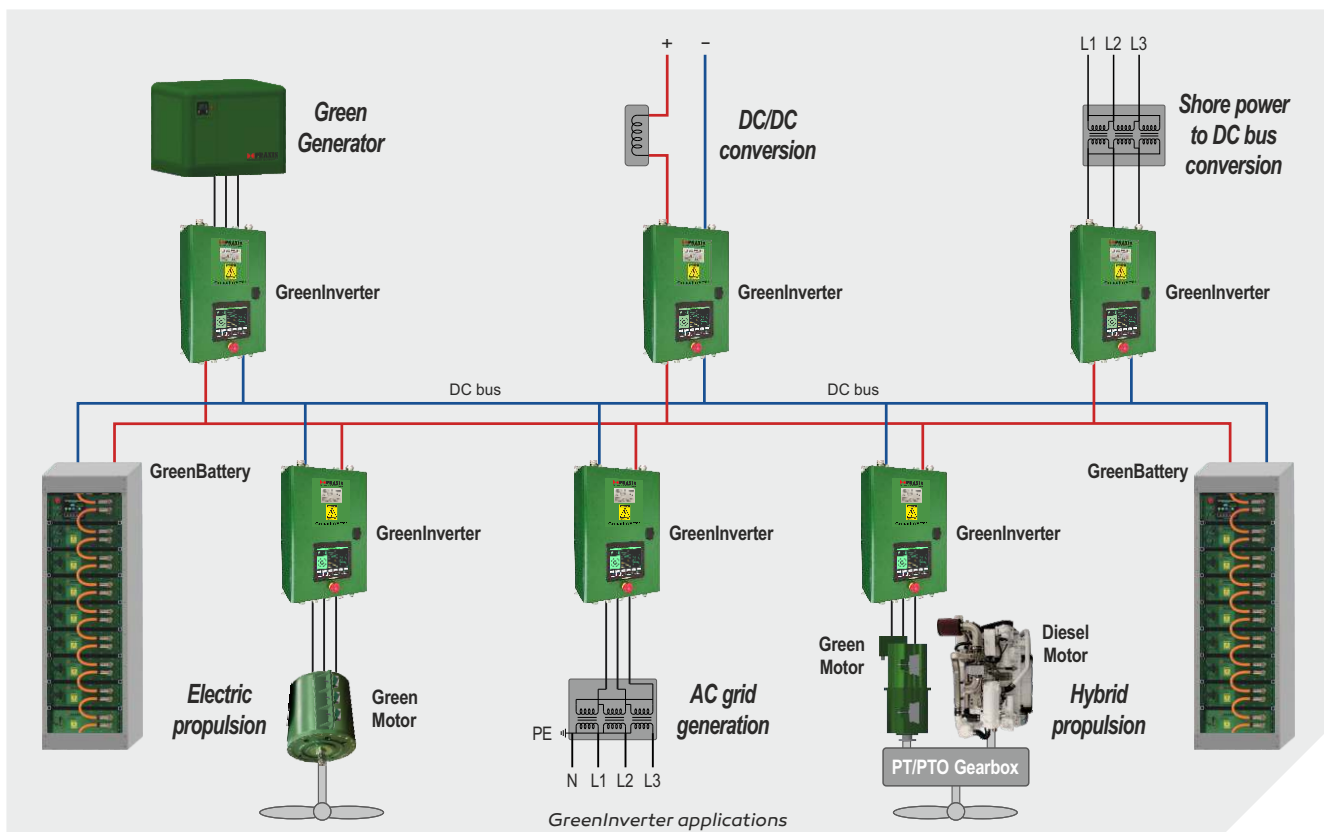 + –
L1 L2 L3
Green
Generator
DC/DC
conversion
Shore power
to DC bus
conversion
PRAXIS
GreenInverter
GreenInverter
GreenInverter
DC bus
DC bus
GreenBattery
GreenBattery
GreenInverter
GreenInverter
GreenInverter
Green
Motor
Diesel
Motor
Electric
propulsion
Green
Motor
AC grid
generation
Hybrid
propulsion
PE
N L1 L2 L3
PT/PTO Gearbox
GreenInverter applications